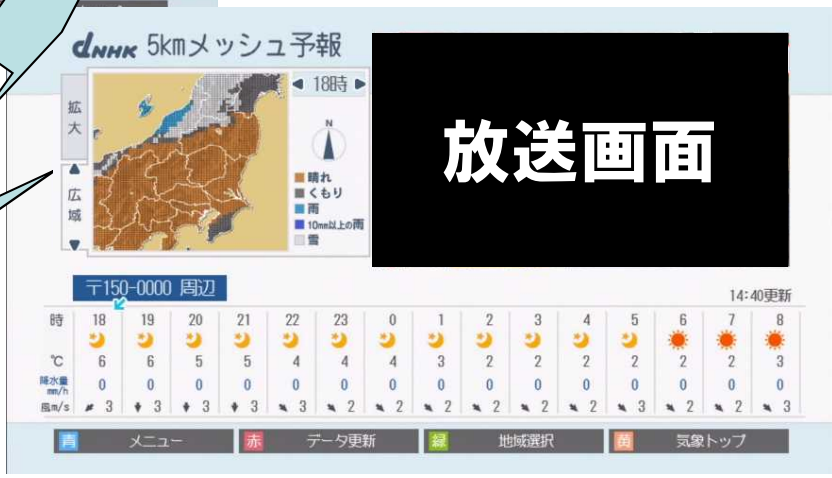 dNHK 5kmメッシュ予報
拡大
広域
18時
N
晴れ
くもり
雨
10mm以上の雨
雪
放送画面
〒150-0000 周辺
14:40更新
時 18 19 20 21 22 23 0 1 2 3 4 5 6 7 8
℃ 6 6 5 5 4 4 4 3 2 2 2 2 2 2 3
降水量 mm/h 0 0 0 0 0 0 0 0 0 0 0 0 0 0 0
風m/s 3 3 3 3 3 2 2 2 2 2 2 3 2 2 3
青 メニュー 赤 データ更新 緑 地域選択 黄 気象トップ